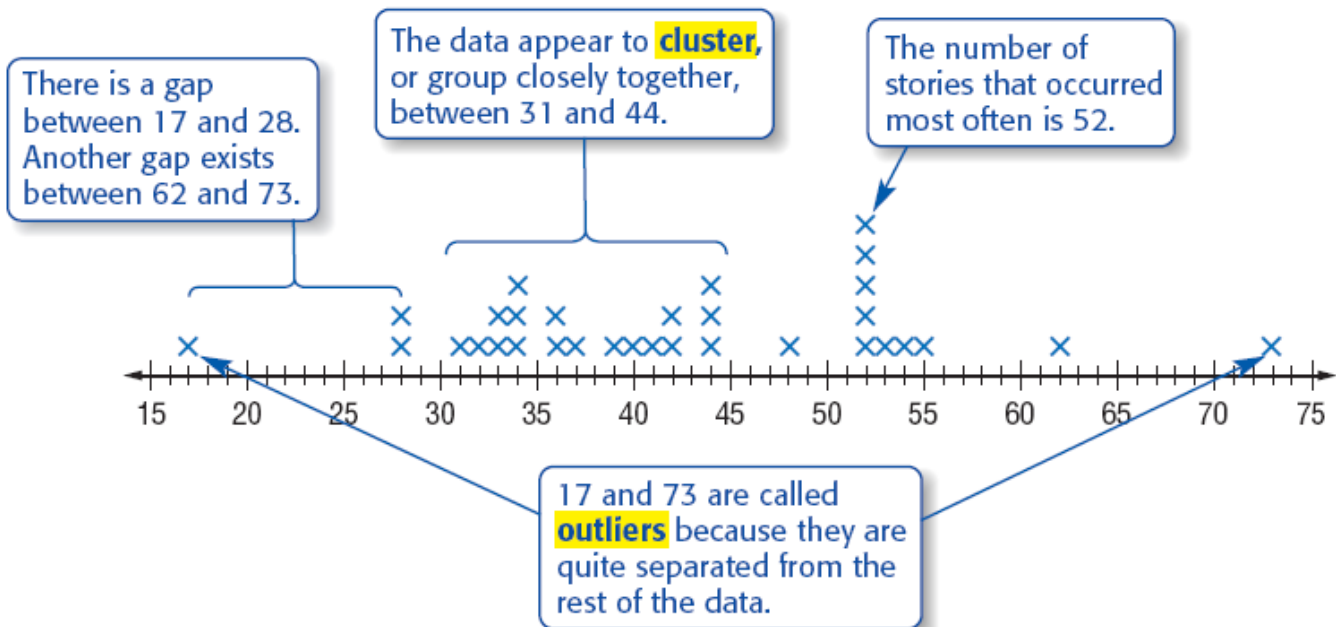 There is a gap
between 17 and 28.
Another gap exists
between 62 and 73.
The data appear to cluster,
or group closely together,
between 31 and 44.
The number of
stories that occurred
most often is 52.
15 20 25 30 35 40 45 50 55 60 65 70 75
17 and 73 are called
outliers because they are
quite separated from the
rest of the data.